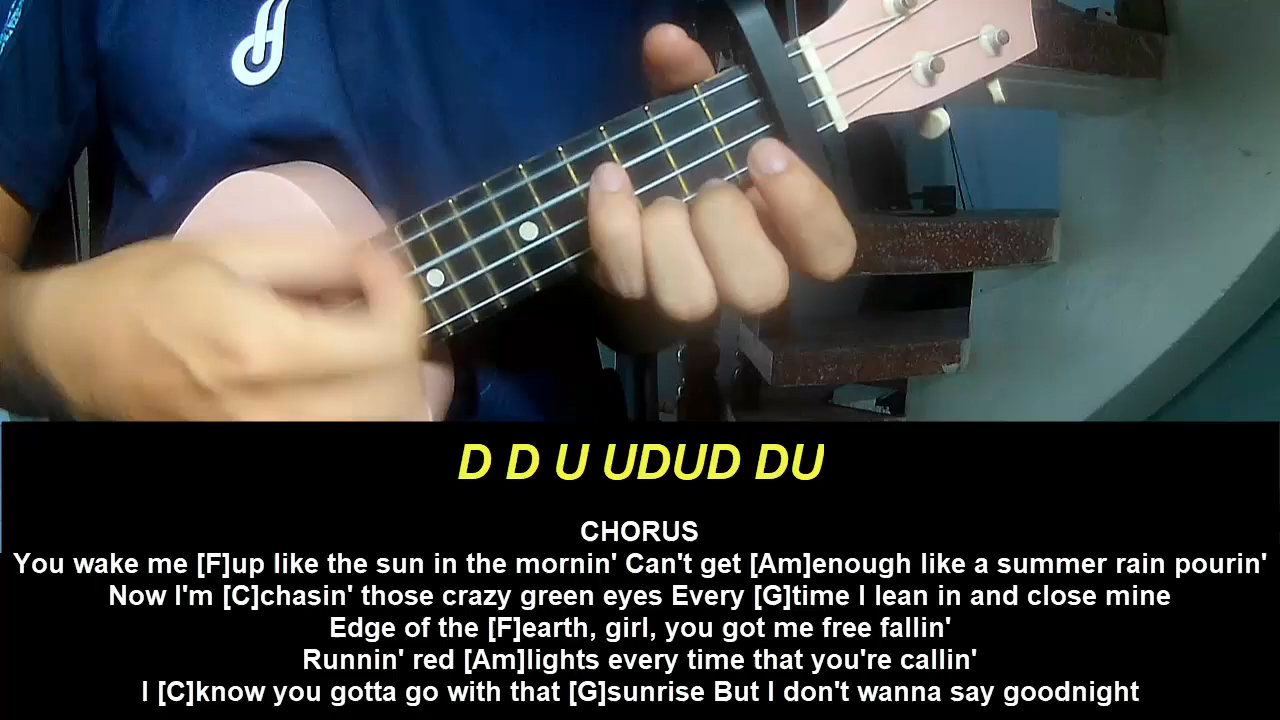 D D U UDUD DU
CHORUS
You wake me [F]up like the sun in the mornin' Can't get [Am]enough like a summer rain pourin'
Now I'm [C]chasin' those crazy green eyes Every [G]time I lean in and close mine
Edge of the [F]earth, girl, you got me free fallin'
Runnin' red [Am]lights every time that you're callin'
I [C]know you gotta go with that [G]sunrise But I don't wanna say goodnight